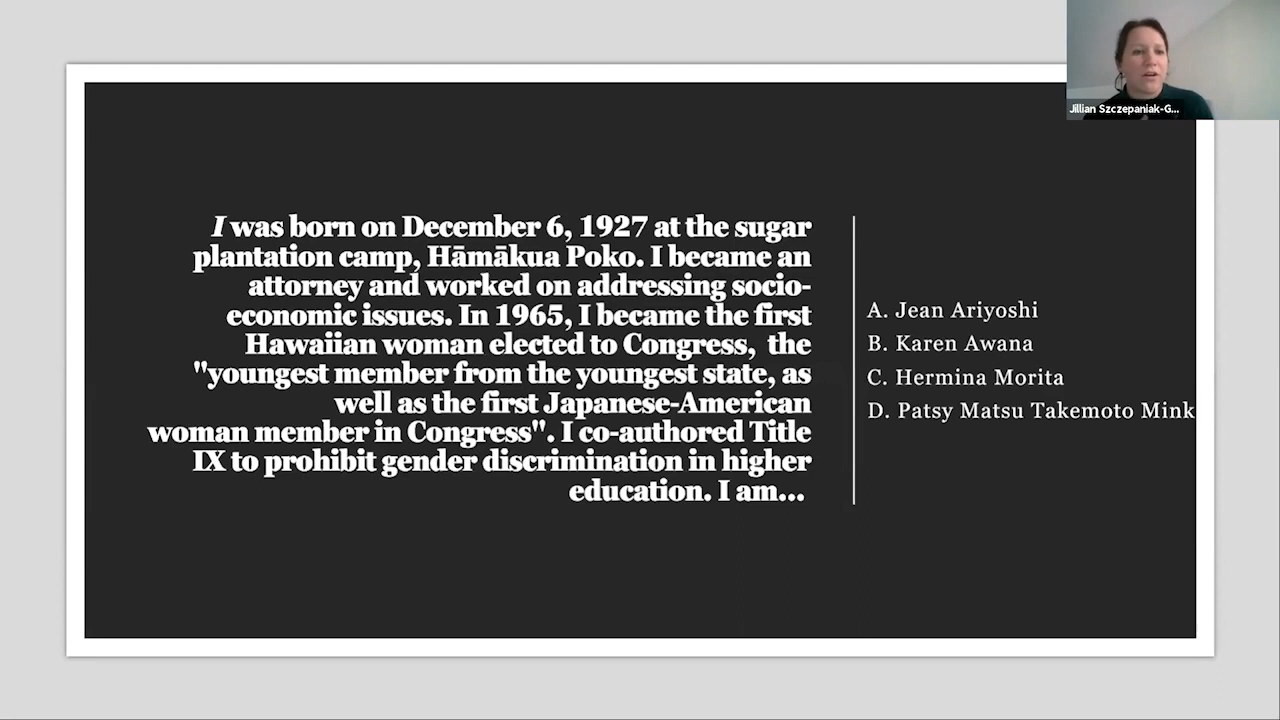 Jillian Szczepaniak-G...
I was born on December 6, 1927 at the sugar
plantation camp, Hāmākua Poko. I became an
attorney and worked on addressing socio-
economic issues. In 1965, I became the first
Hawaiian woman elected to Congress,  the
"youngest member from the youngest state, as
well as the first Japanese-American
woman member in Congress". I co-authored Title
IX to prohibit gender discrimination in higher
education. I am...
A. Jean Ariyoshi
B. Karen Awana
C. Hermina Morita
D. Patsy Matsu Takemoto Mink